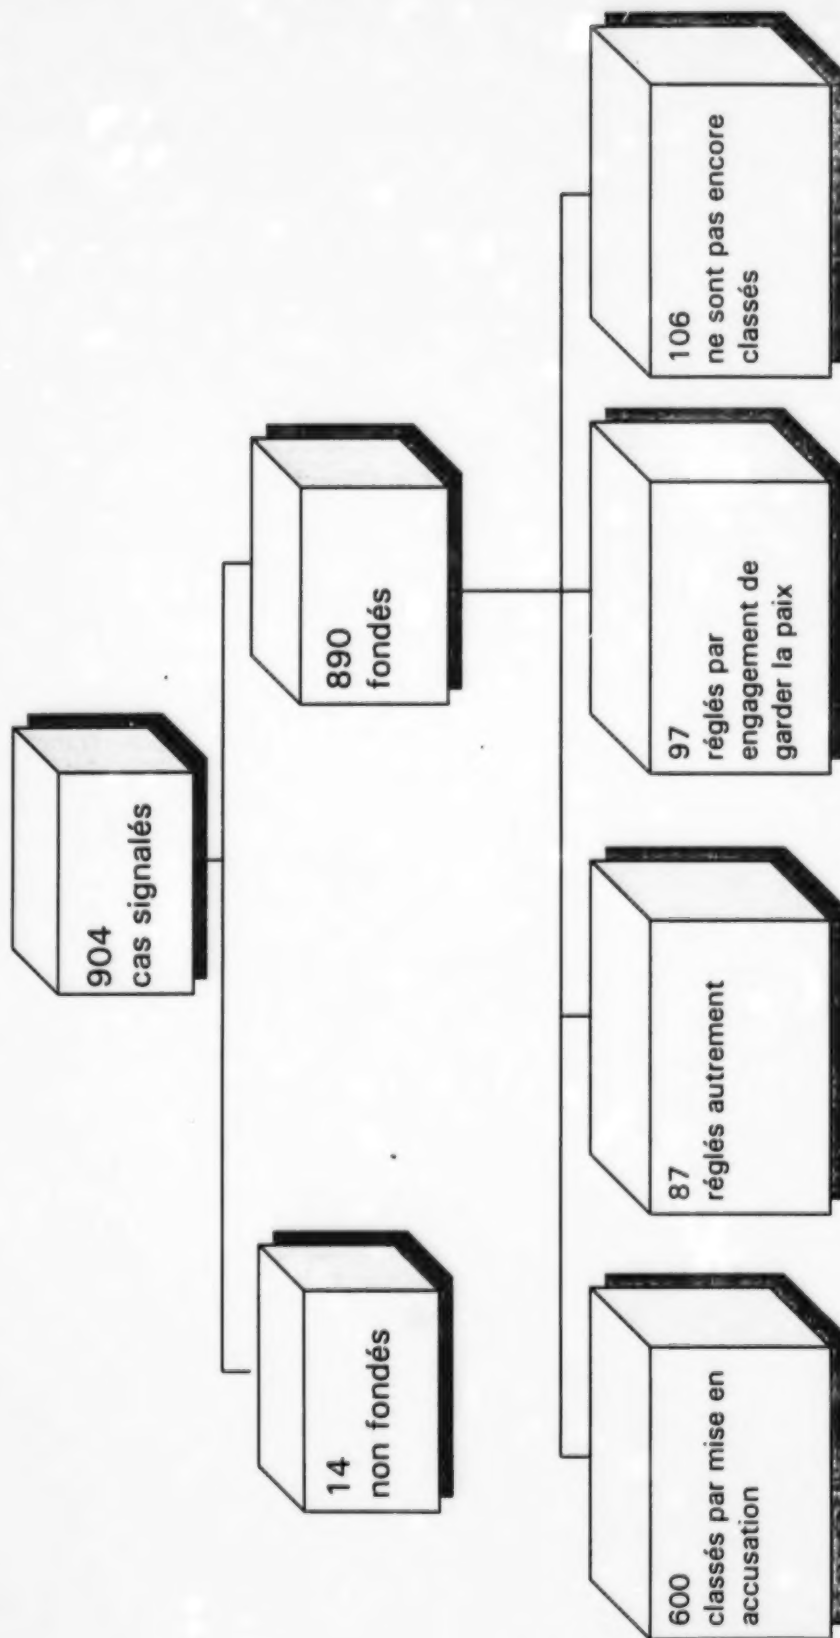 904
cas signalés
14
non fondés
890
fondés
600
classés par mise en
accusation
87
réglés autrement
97
réglés par
engagement de
garder la paix
106
ne sont pas encore
classés